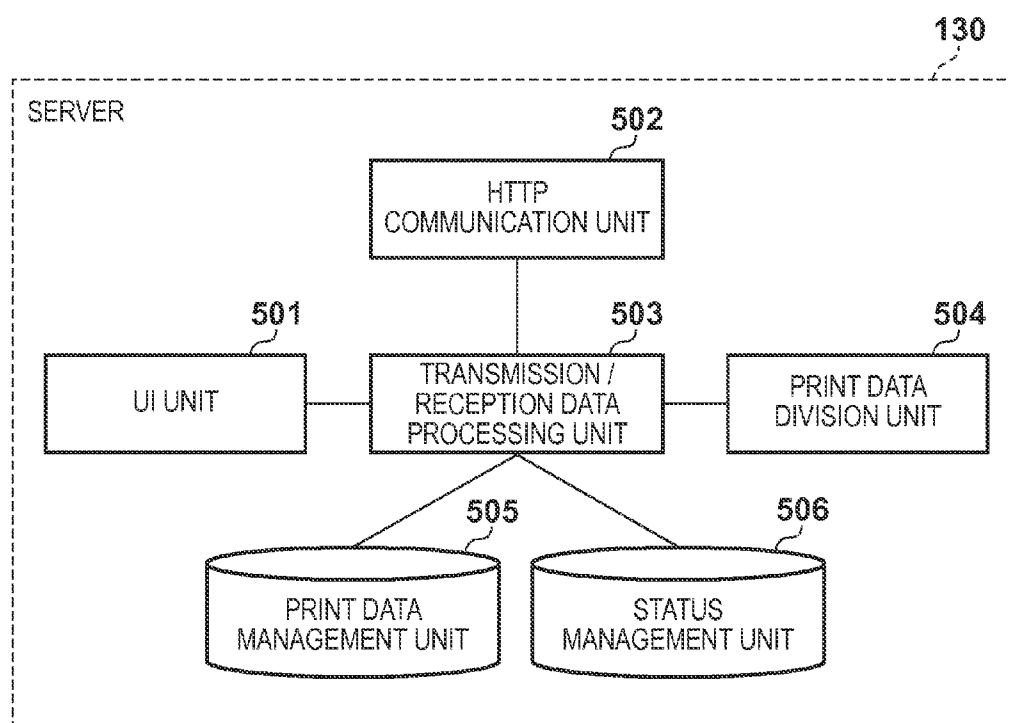 130
SERVER
502
HTTP
COMMUNICATION UNIT
501
503
504
UI UNIT
TRANSMISSION /
RECEPTION DATA
PROCESSING UNIT
PRINT DATA
DIVISION UNIT
505
506
PRINT DATA
MANAGEMENT UNIT
STATUS
MANAGEMENT UNIT